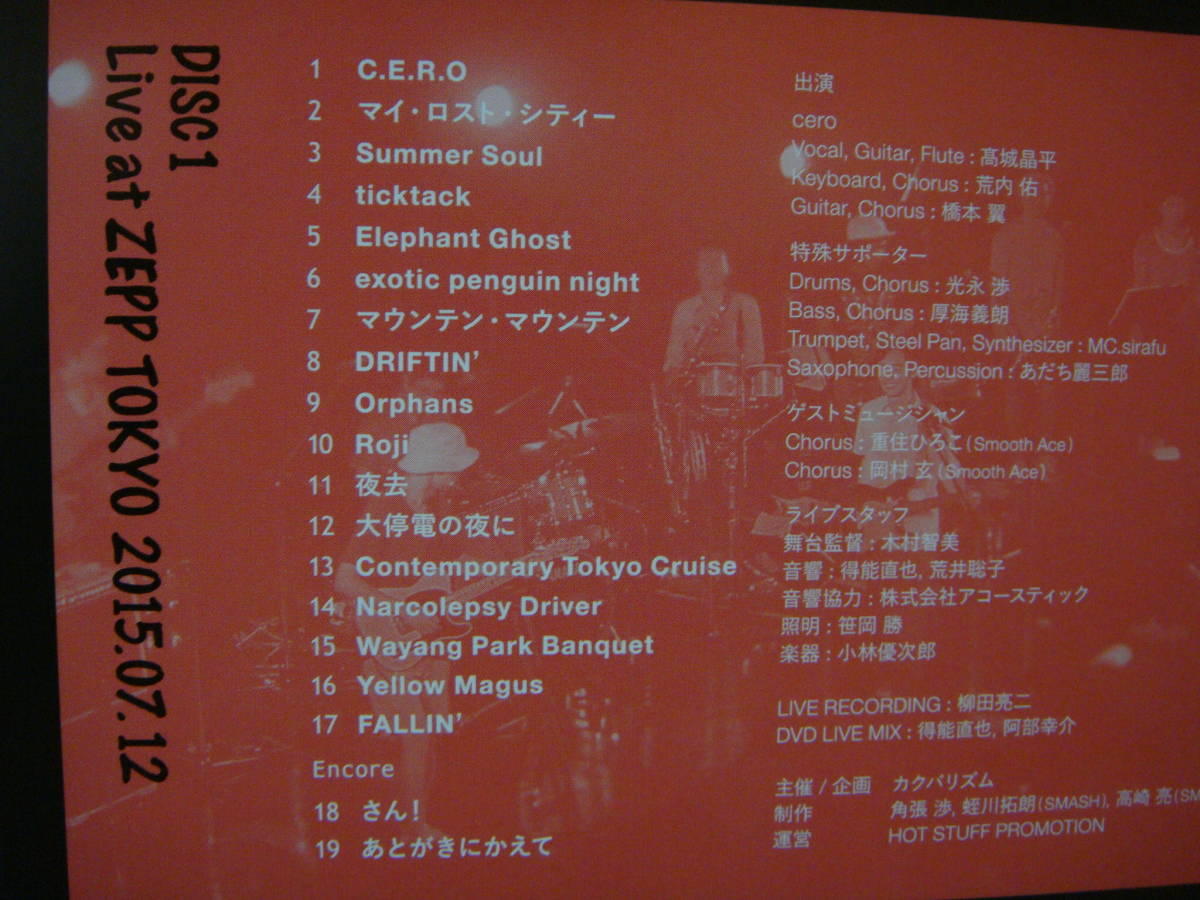 DISC 1
Live at ZEPP TOKYO 2015.07.12
1 C.E.R.O
2 マイ・ロスト・シティー
3 Summer Soul
4 ticktack
5 Elephant Ghost
6 exotic penguin night
7 マウンテン・マウンテン
8 DRIFTIN'
9 Orphans
10 Roji
11 夜去
12 大停電の夜に
13 Contemporary Tokyo Cruise
14 Narcolepsy Driver
15 Wayang Park Banquet
16 Yellow Magus
17 FALLIN'
Encore
18 さん!
19 あとがきにかえて
出演
cero
Vocal, Guitar, Flute : 髙城晶平
Keyboard, Chorus : 荒内 佑
Guitar, Chorus : 橋本 翼
特殊サポーター
Drums, Chorus : 光永 渉
Bass, Chorus : 厚海義朗
Trumpet, Steel Pan, Synthesizer : MC.sirafu
Saxophone, Percussion : あだち麗三郎
ゲストミュージシャン
Chorus : 重住ひろこ (Smooth Ace)
Chorus : 岡村 玄 (Smooth Ace)
ライブスタッフ
舞台監督 : 木村智美
音響 : 得能直也, 荒井聡子
音響協力 : 株式会社アコースティック
照明 : 笹岡 勝
楽器 : 小林優次郎
LIVE RECORDING : 柳田亮二
DVD LIVE MIX : 得能直也, 阿部幸介
主催 / 企画 カクバリズム
制作 角張 渉, 蛭川拓朗 (SMASH), 高崎 亮 (SM
運営 HOT STUFF PROMOTION